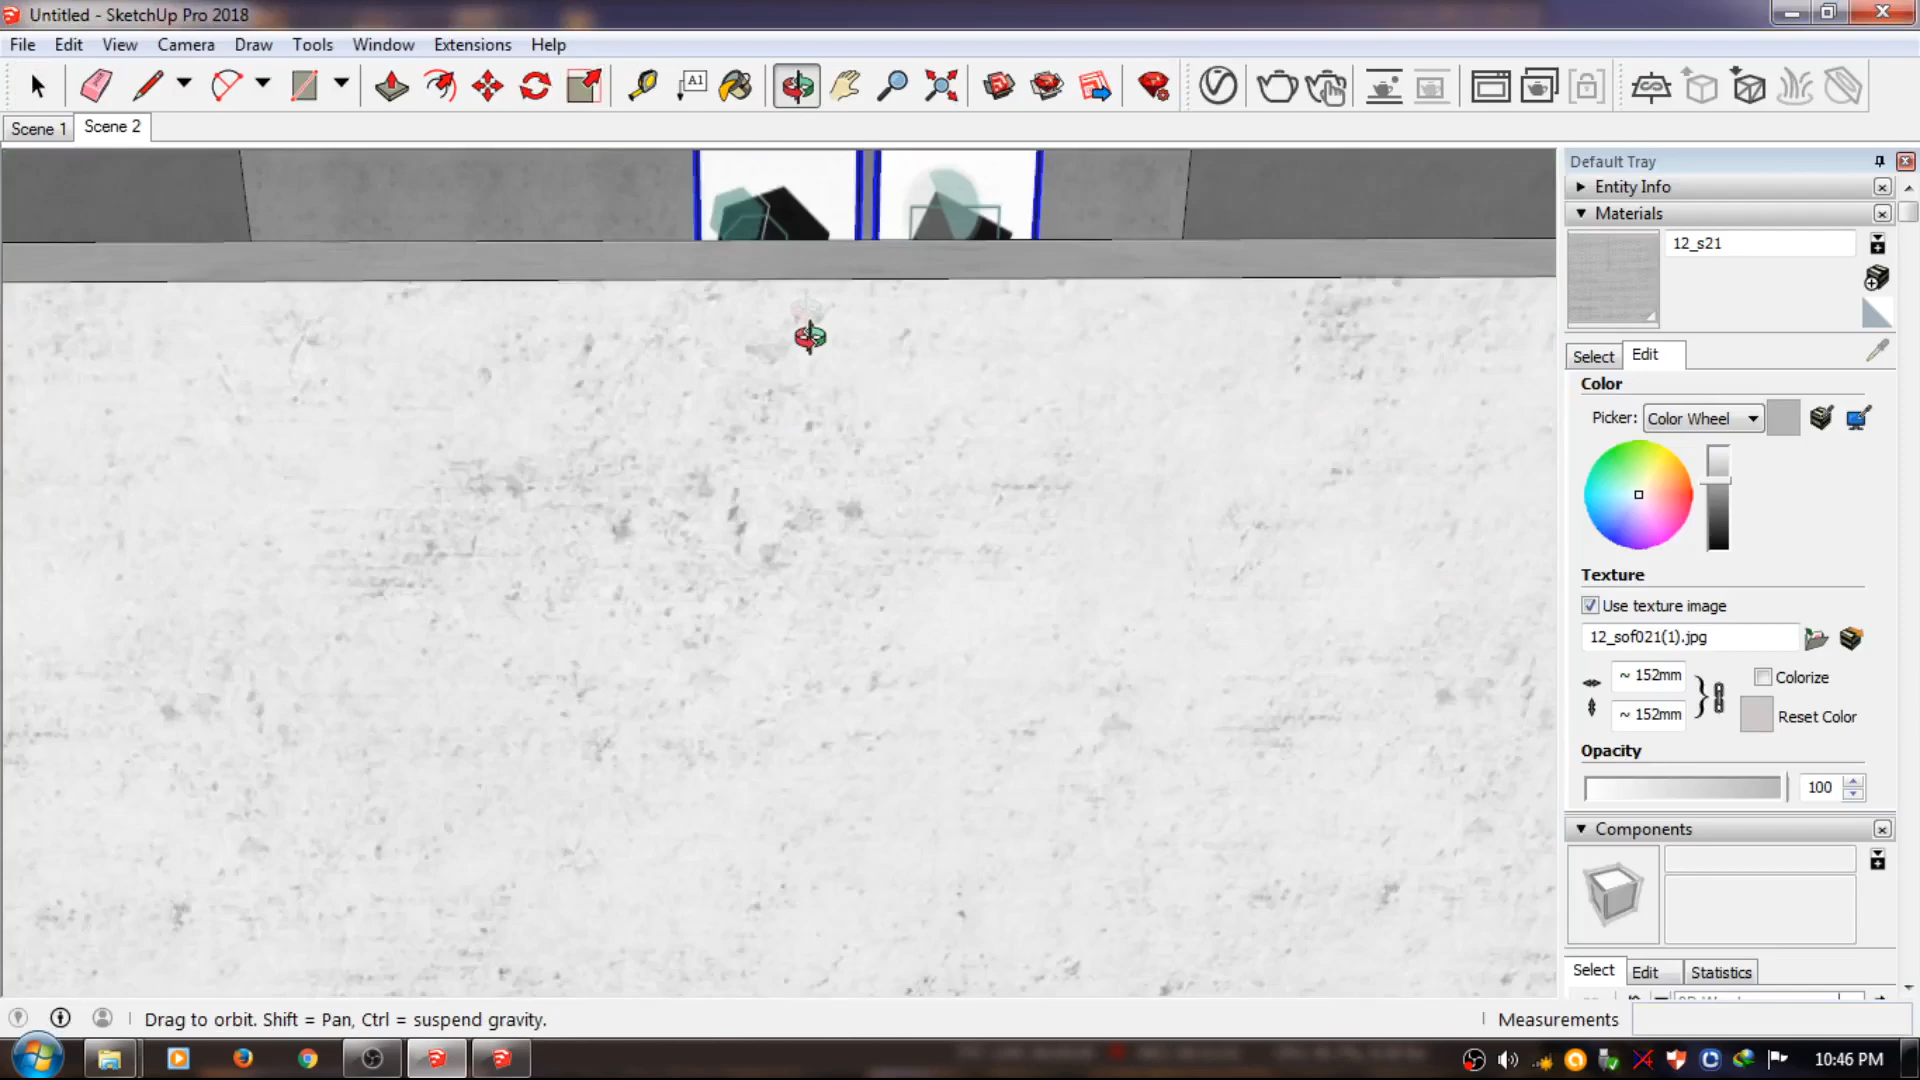 Untitled - SketchUp Pro 2018
File Edit View Camera Draw Tools Window Extensions Help
A1
Scene 1 Scene 2
Default Tray
Entity Info
Materials
12_s21
Select Edit
Color
Picker: Color Wheel
Texture
Use texture image
12_sof021(1).jpg
~ 152mm
Colorize
~ 152mm
Reset Color
Opacity
100
Components
Select Edit Statistics
Drag to orbit. Shift = Pan, Ctrl = suspend gravity.
Measurements
10:46 PM